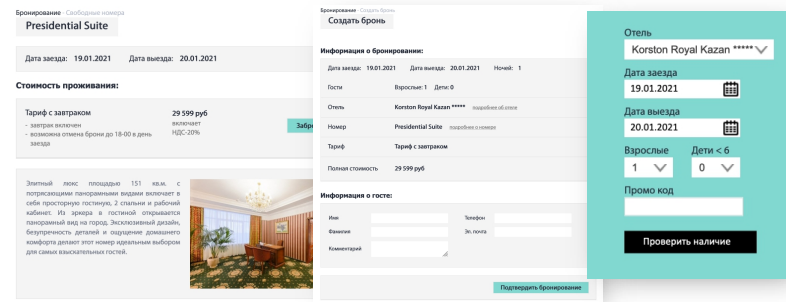 Бронирование · Свободные номера
Presidential Suite
Дата заезда: 19.01.2021 Дата выезда: 20.01.2021
Стоимость проживания:
Тариф с завтраком
- завтрак включен
- возможна отмена брони до 18-00 в день
заезда
29 599 руб
включает
НДС-20%
Забро
Элитный люкс площадью 151 кв.м. с
потрясающими панорамными видами включает в
себя просторную гостиную, 2 спальни и рабочий
кабинет. Из эркера в гостиной открывается
панорамный вид на город. Эксклюзивный дизайн,
безупречность деталей и ощущение домашнего
комфорта делают этот номер идеальным выбором
для самых взыскательных гостей.
Бронирование · Создать бронь
Создать бронь
Информация о бронировании:
Дата заезда: 19.01.2021 Дата выезда: 20.01.2021 Ночей: 1
Гости Взрослые: 1 Дети: 0
Отель Korston Royal Kazan ***** подробнее об отеле
Номер Presidential Suite подробнее о номере
Тариф Тариф с завтраком
Полная стоимость 29 599 руб
Информация о госте:
Имя Телефон
Фамилия Эл. почта
Комментарий
Подтвердить бронирование
Отель
Korston Royal Kazan *****
Дата заезда
19.01.2021
Дата выезда
20.01.2021
Взрослые Дети < 6
1 0
Промо код
Проверить наличие